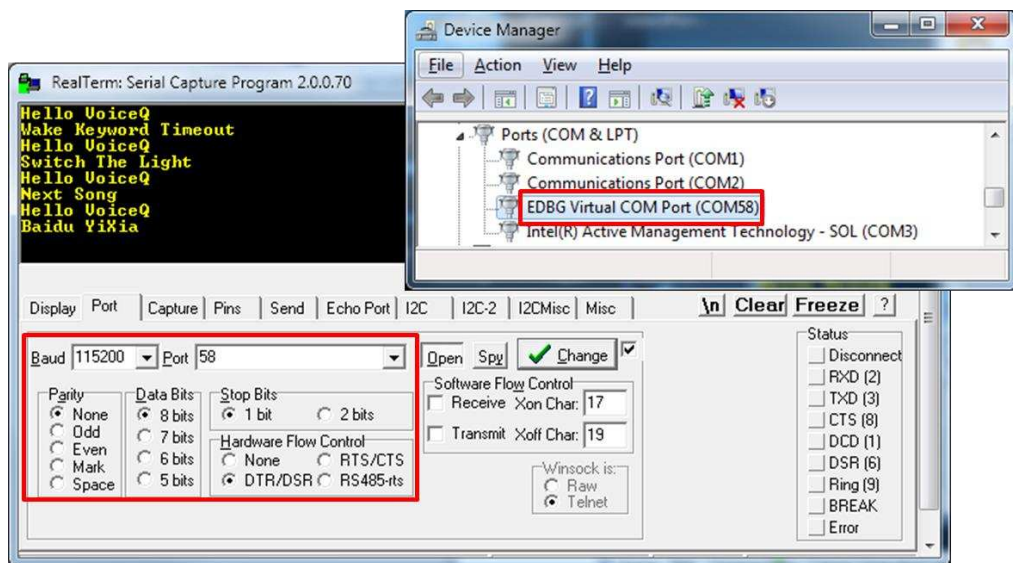 Device Manager
File Action View Help
Ports (COM & LPT)
Communications Port (COM1)
Communications Port (COM2)
EDBG Virtual COM Port (COM58)
Intel(R) Active Management Technology - SOL (COM3)
RealTerm: Serial Capture Program 2.0.0.70
Hello VoiceQ
Wake Keyword Timeout
Hello VoiceQ
Switch The Light
Hello VoiceQ
Next Song
Hello VoiceQ
Baidu YiXia
Display Port Capture Pins Send Echo Port I2C I2C-2 I2CMisc Misc \n Clear Freeze ?
Baud 115200 Port 58 Open Spy Change
Parity
None
Odd
Even
Mark
Space
Data Bits
8 bits
7 bits
6 bits
5 bits
Stop Bits
1 bit 2 bits
Hardware Flow Control
None RTS/CTS
DTR/DSR RS485-rts
Software Flow Control
Receive Xon Char: 17
Transmit Xoff Char: 19
Winsock is:
Raw
Telnet
Status
Disconnect
RXD (2)
TXD (3)
CTS (8)
DCD (1)
DSR (6)
Ring (9)
BREAK
Error